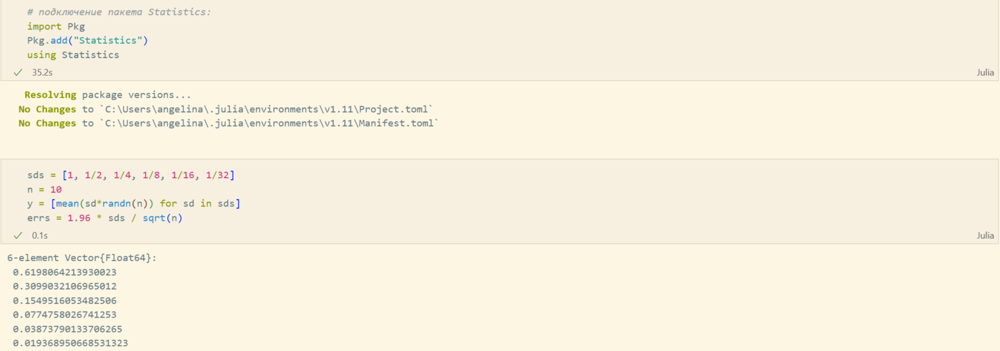 # подключение пакета Statistics:
import Pkg
Pkg.add("Statistics")
using Statistics
✓ 35.2s
Julia
Resolving package versions...
No Changes to `C:\Users\angelina\.julia\environments\v1.11\Project.toml`
No Changes to `C:\Users\angelina\.julia\environments\v1.11\Manifest.toml`
sds = [1, 1/2, 1/4, 1/8, 1/16, 1/32]
n = 10
y = [mean(sd*randn(n)) for sd in sds]
errs = 1.96 * sds / sqrt(n)
✓ 0.1s
Julia
6-element Vector{Float64}:
0.6198064213930023
0.3099032106965012
0.1549516053482506
0.0774758026741253
0.03873790133706265
0.019368950668531323